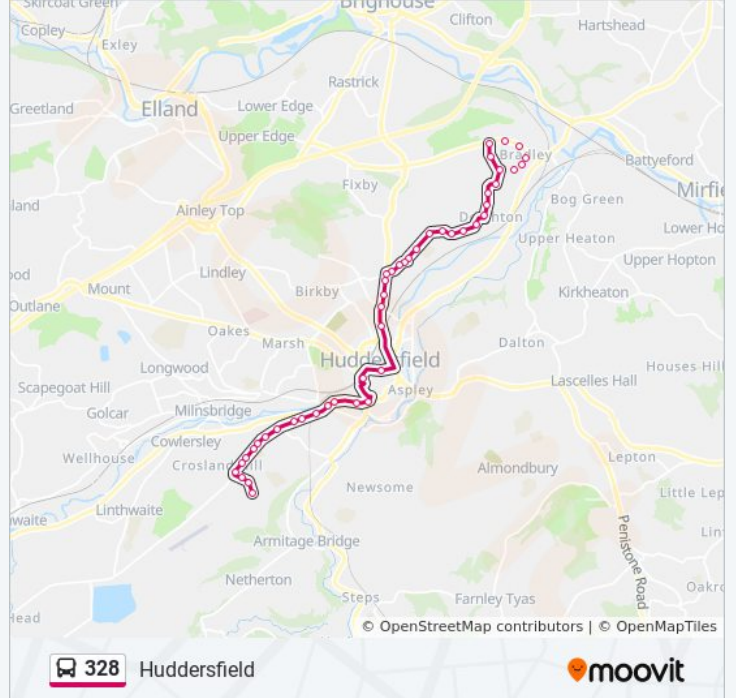 Skircoat Green
Brighouse
Clifton
Hartshead
Copley
Exley
Rastrick
Greetland
Elland
Lower Edge
Upper Edge
Bradley
Battyeford
Fixby
Mirfie
Bog Green
land
Ainley Top
Lower Ho
Upper Heaton
Upper Hopton
Lindley
Mount
Birkby
Kirkheaton
Outlane
Oakes
Marsh
Dalton
Huddersfield
Longwood
Houses Hill
Scapegoat Hill
Lascelles Hall
Aspley
Golcar
Milnsbridge
Cowlersley
Wellhouse
Crosland Hill
Lepton
Almondbury
Newsome
Little Lep
Linthwaite
waite
Armitage Bridge
Lin
Penistone Road
Netherton
Oakr
Steps
Farnley Tyas
Head
© OpenStreetMap contributors | © OpenMapTiles
328 Huddersfield
moovit